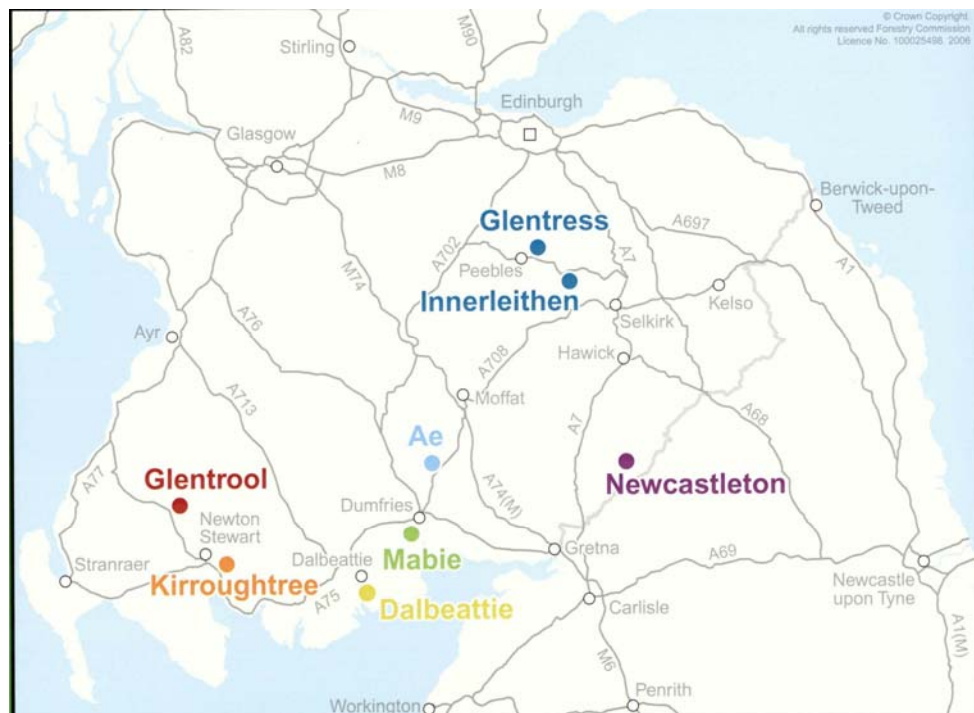 © Crown Copyright.
All rights reserved Forestry Commission
Licence No. 100025498. 2006
A82
Stirling
M90
Edinburgh
M9
Glasgow
M8
Berwick-upon-
Tweed
A697
Glentress
A702
A7
Peebles
A1
M74
Innerleithen
Kelso
Selkirk
Ayr
A76
Hawick
A708
Moffat
A713
A7
A68
Ae
A77
Glentrool
Newcastleton
A74(M)
Dumfries
Newton
Stewart
Mabie
Gretna
Stranraer
Dalbeattie
A69
Kirroughtree
A75
Dalbeattie
Carlisle
Newcastle
upon Tyne
A1(M)
M6
Penrith
Workington